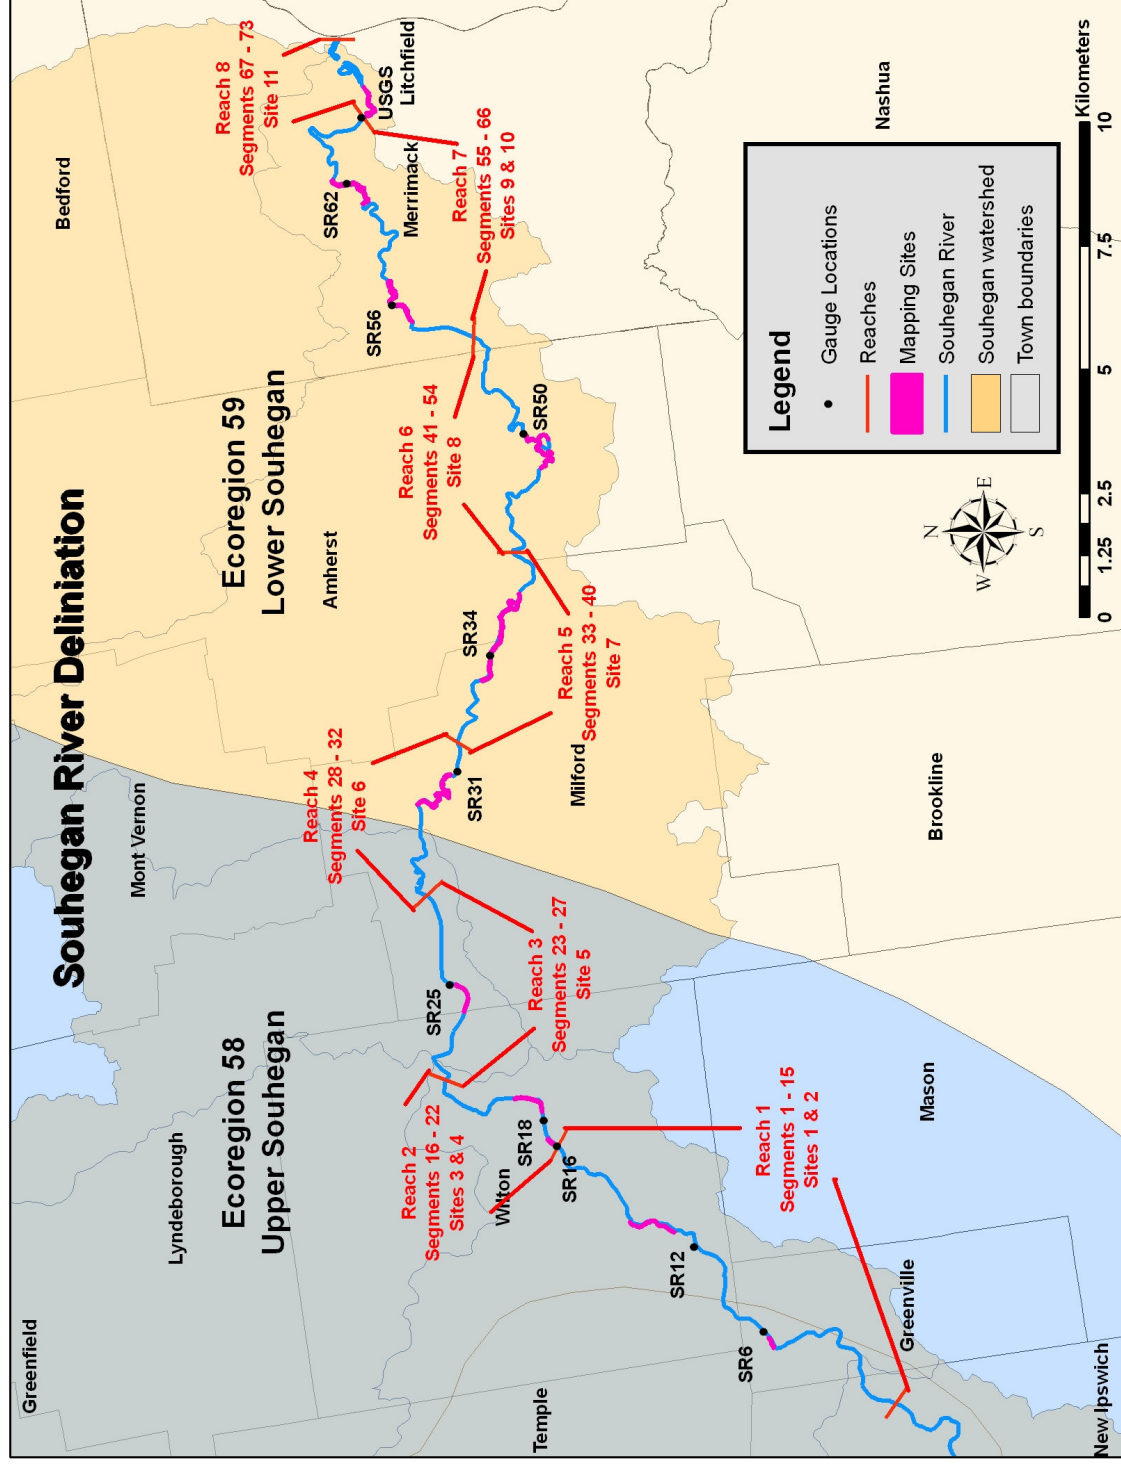 Souhegan River Deliniation
Greenfield
Lyndeborough
Mont Vernon
Bedford
Ecoregion 58
Upper Souhegan
Ecoregion 59
Lower Souhegan
Amherst
Reach 8
Segments 67 - 73
Site 11
Litchfield
USGS
SR62
Merrimack
Reach 7
Segments 55 - 66
Sites 9 & 10
SR56
Reach 6
Segments 41 - 54
Site 8
SR50
Reach 4
Segments 28 - 32
Site 6
SR34
SR31
Reach 5
Segments 33 - 40
Site 7
Milford
SR25
Reach 3
Segments 23 - 27
Site 5
Reach 2
Segments 16 - 22
Sites 3 & 4
Wilton
SR18
SR16
SR12
SR6
Temple
Reach 1
Segments 1 - 15
Sites 1 & 2
Greenville
Mason
New Ipswich
Brookline
Nashua
Legend
Gauge Locations
Reaches
Mapping Sites
Souhegan River
Souhegan watershed
Town boundaries
N
W E
S
0 1.25 2.5 5 7.5 10
Kilometers